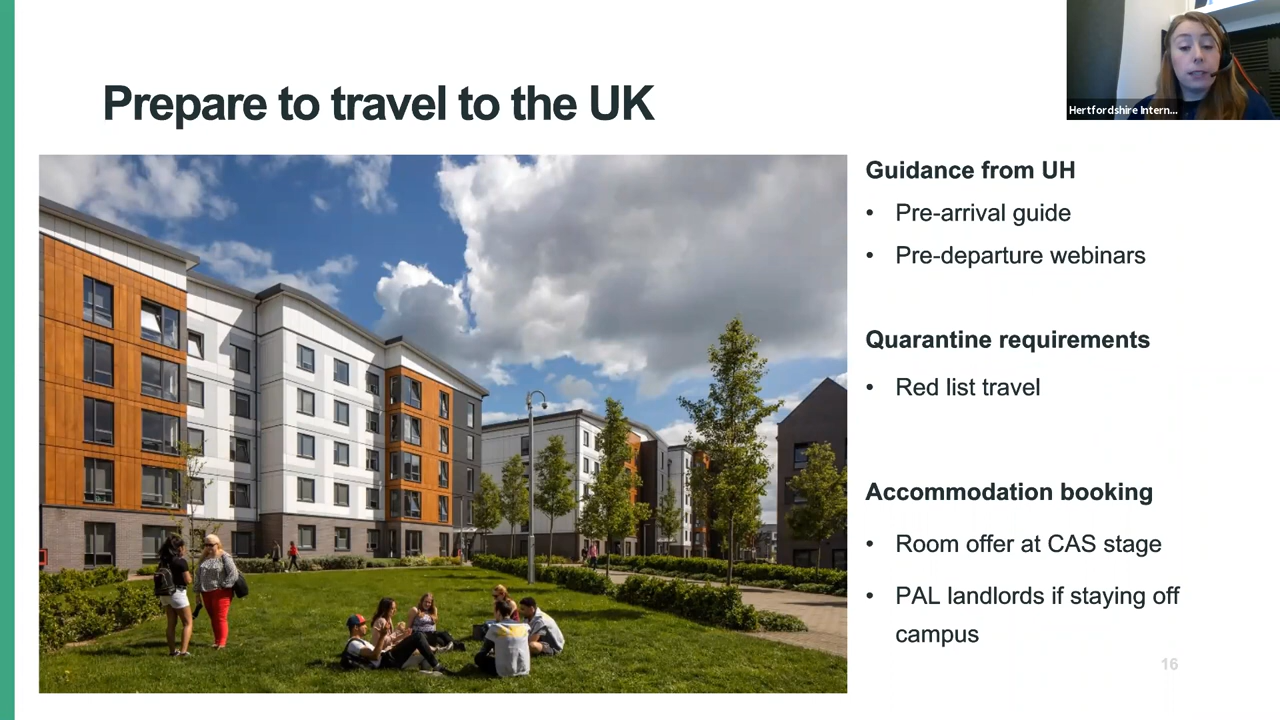 Prepare to travel to the UK
Hertfordshire Intern...
Guidance from UH
• Pre-arrival guide
• Pre-departure webinars
Quarantine requirements
• Red list travel
Accommodation booking
• Room offer at CAS stage
• PAL landlords if staying off
campus
16